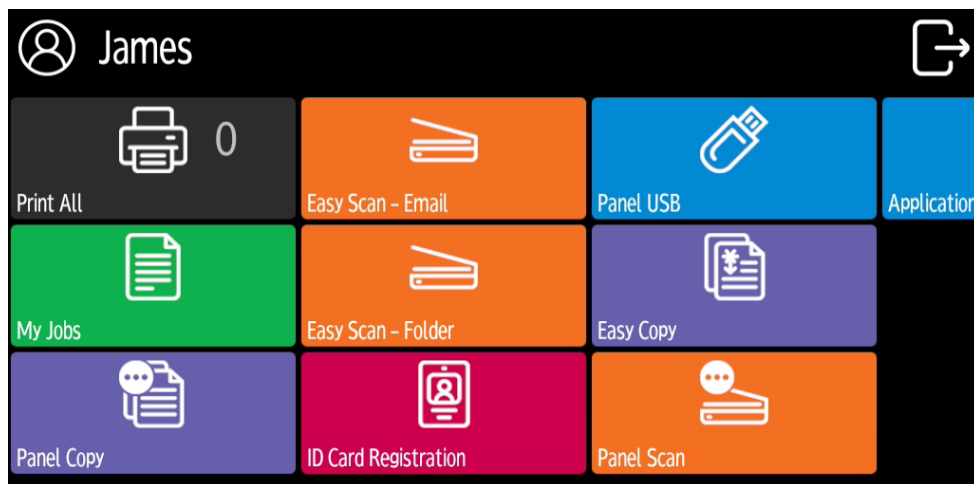 James
0
Print All
Easy Scan – Email
Panel USB
Application
My Jobs
Easy Scan – Folder
Easy Copy
Panel Copy
ID Card Registration
Panel Scan